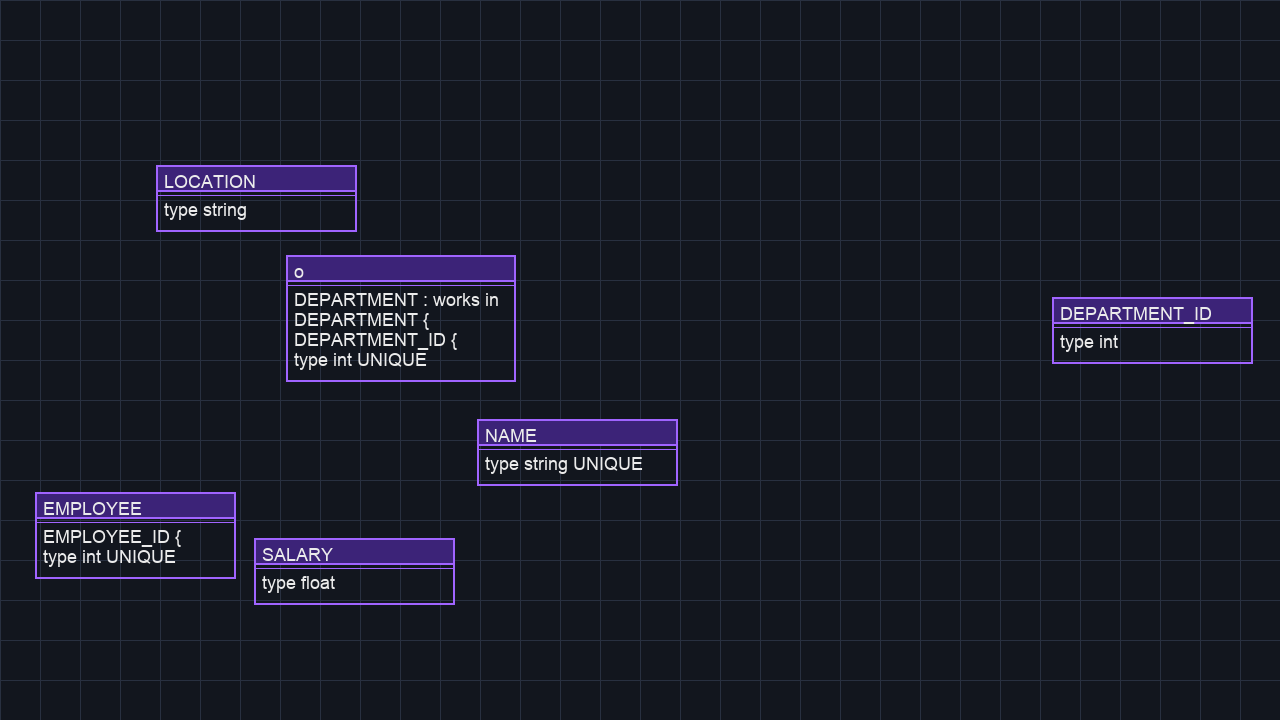 LOCATION
type string
o
DEPARTMENT : works in
DEPARTMENT {
DEPARTMENT_ID {
type int UNIQUE
DEPARTMENT_ID
type int
NAME
type string UNIQUE
EMPLOYEE
EMPLOYEE_ID {
type int UNIQUE
SALARY
type float